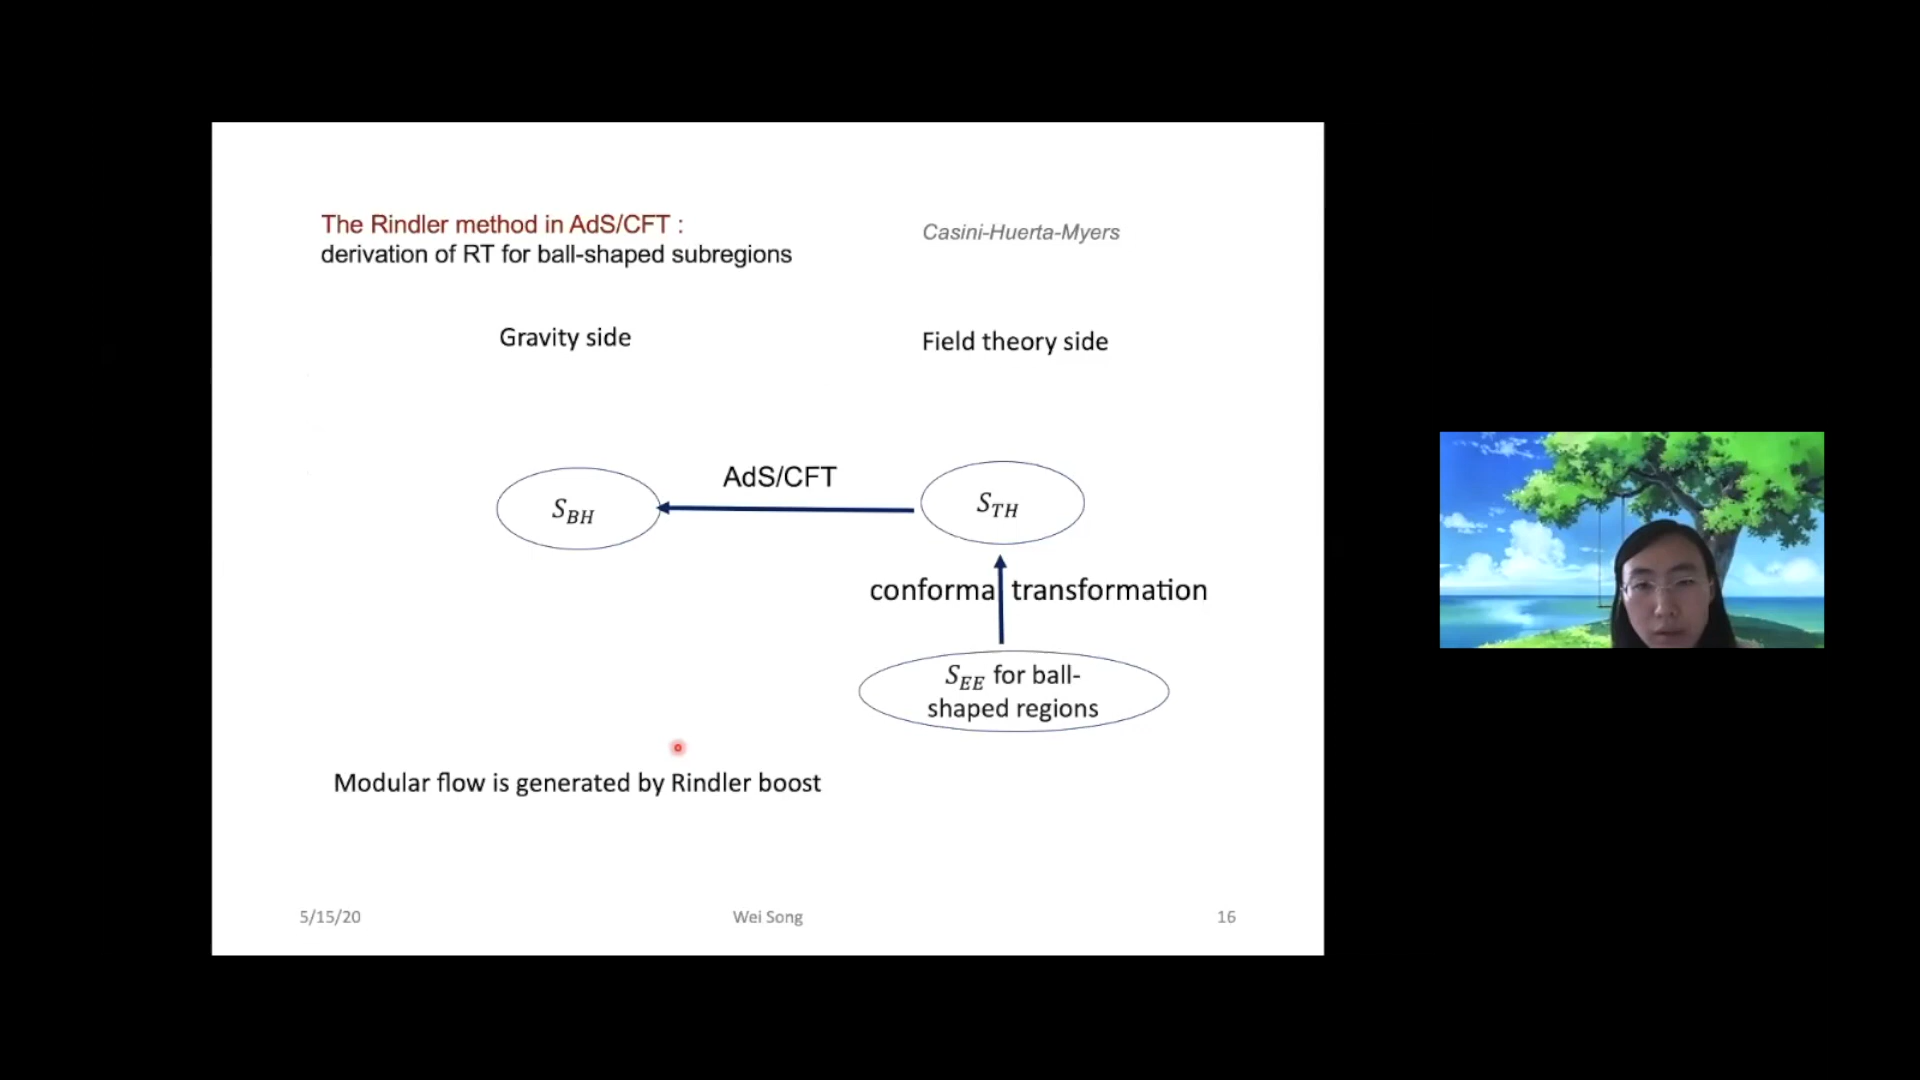 The Rindler method in AdS/CFT :
derivation of RT for ball-shaped subregions
Casini-Huerta-Myers
Gravity side
Field theory side
AdS/CFT
S_BH
S_TH
conforma transformation
S_EE for ball-
shaped regions
Modular flow is generated by Rindler boost
5/15/20
Wei Song
16